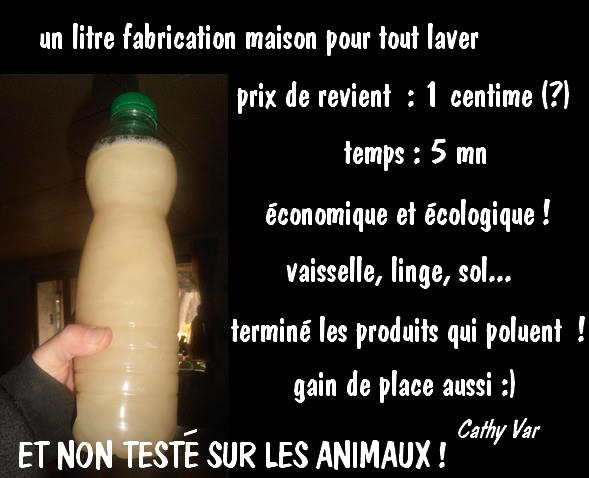 un litre fabrication maison pour tout laver
prix de revient : 1 centime (?)
temps : 5 mn
économique et écologique !
vaisselle, linge, sol...
terminé les produits qui poluent !
gain de place aussi :)
Cathy Var
ET NON TESTÉ SUR LES ANIMAUX !